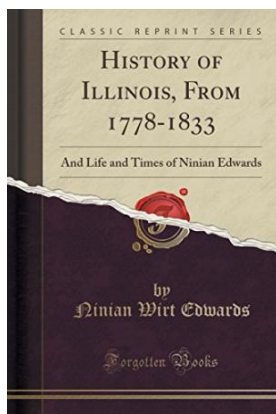 CLASSIC REPRINT SERIES
HISTORY OF
ILLINOIS, FROM
1778-1833
And Life and Times of Ninian Edwards
by
Ninian Wirt Edwards
Forgotten Books